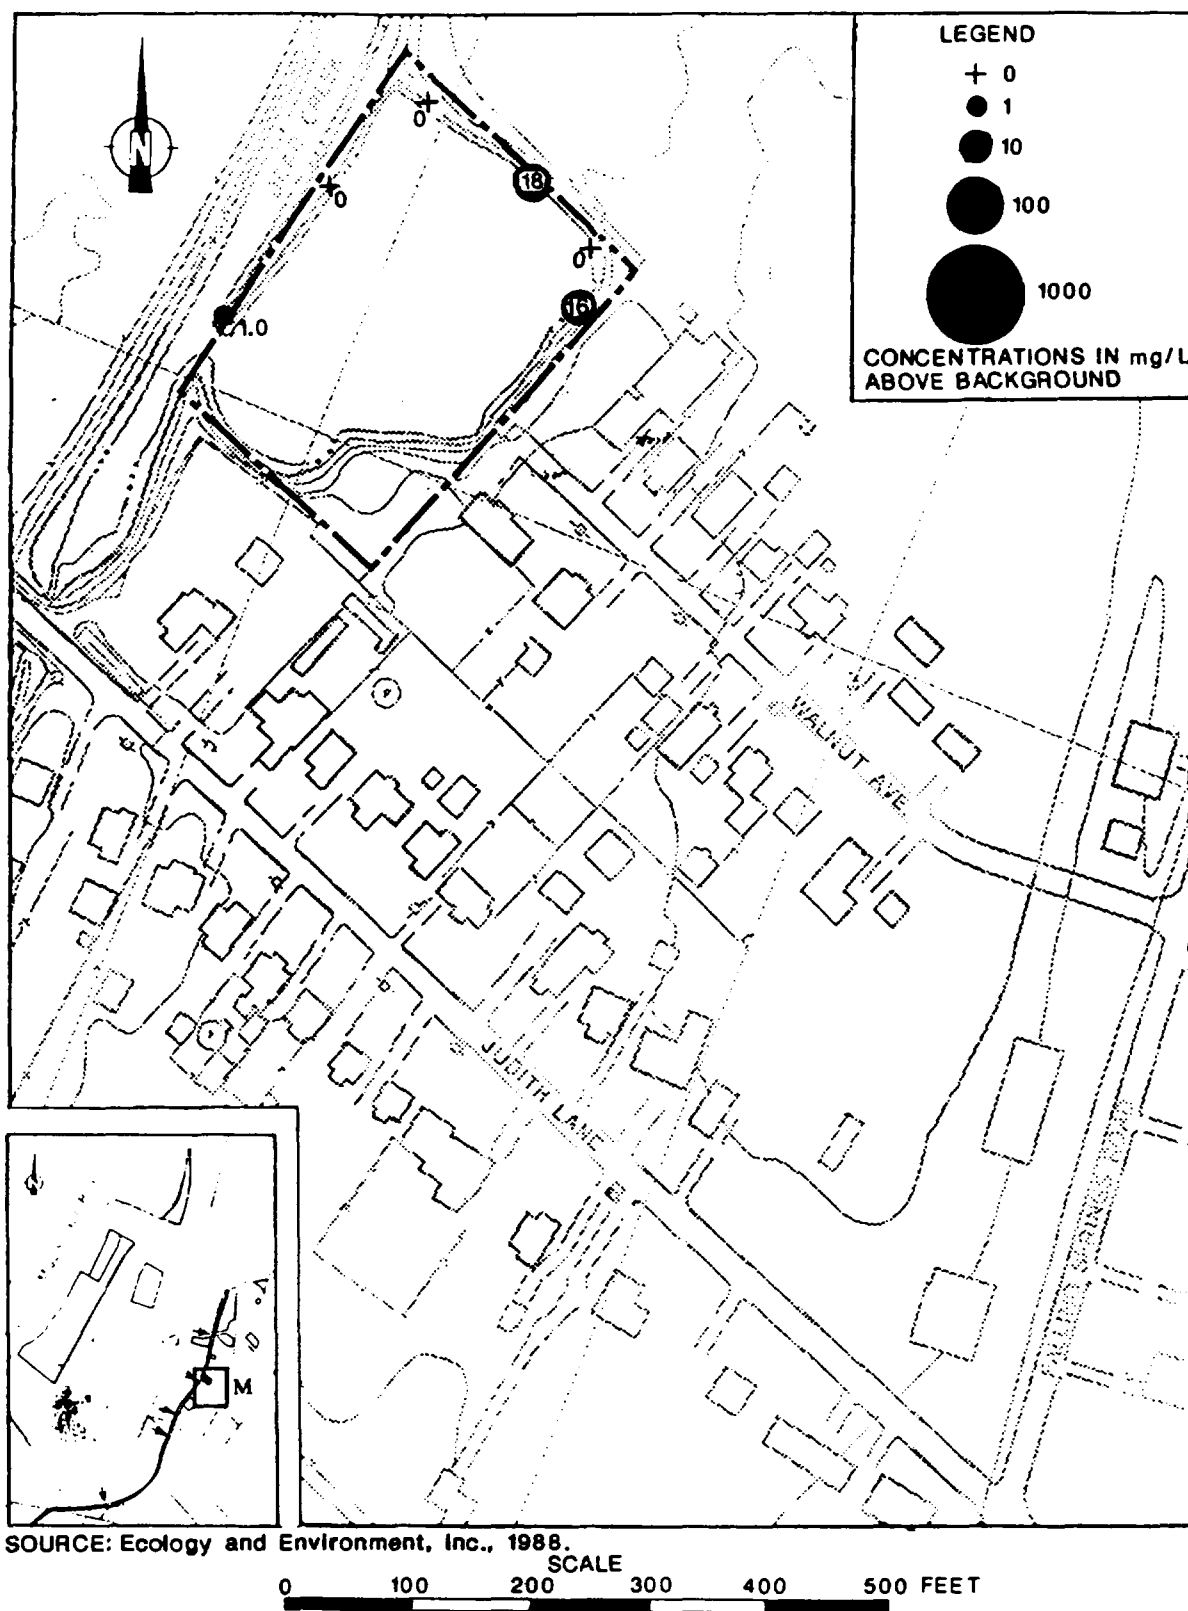 LEGEND
0
1
10
100
1000
CONCENTRATIONS IN mg/L
ABOVE BACKGROUND
N
0
0
18
0
16
1.0
WALNUT AVE
JUDITH LANE
M
SOURCE: Ecology and Environment, Inc., 1988.
SCALE
0 100 200 300 400 500 FEET